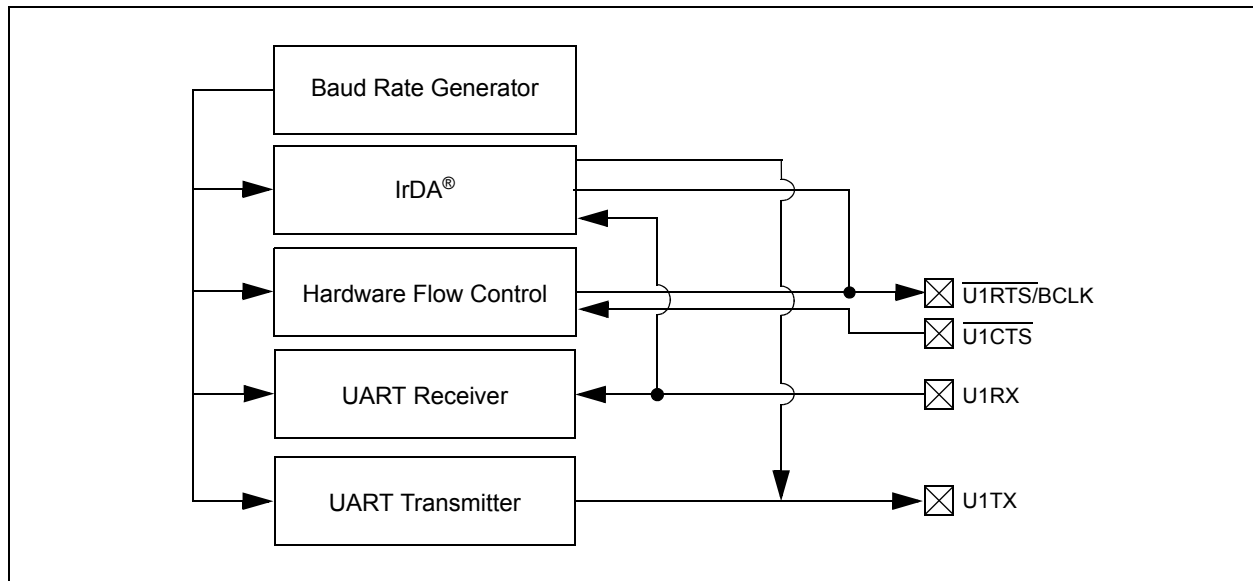 Baud Rate Generator
IrDA®
Hardware Flow Control
U1RTS/BCLK
U1CTS
UART Receiver
U1RX
UART Transmitter
U1TX